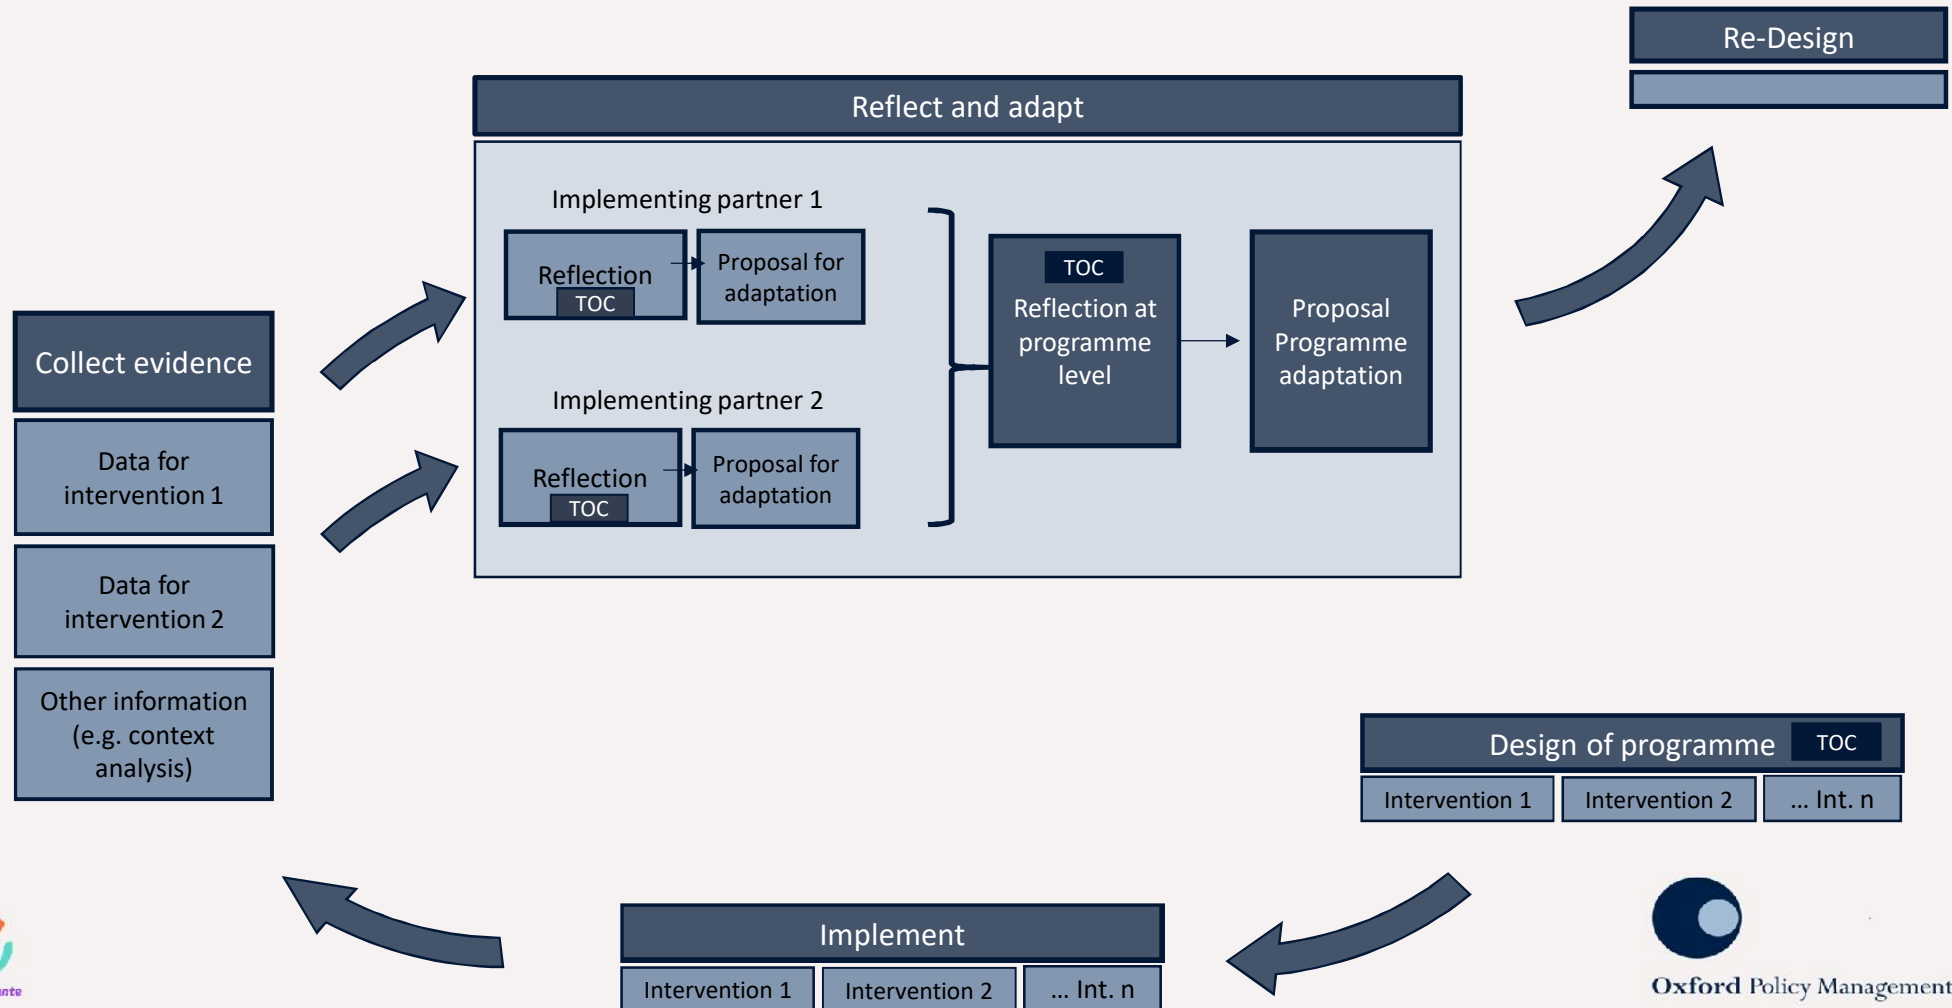 Re-Design
Reflect and adapt
Implementing partner 1
Reflection
TOC
Proposal for
adaptation
Implementing partner 2
Reflection
TOC
Proposal for
adaptation
TOC
Reflection at
programme
level
Proposal
Programme
adaptation
Collect evidence
Data for
intervention 1
Data for
intervention 2
Other information
(e.g. context
analysis)
Design of programme TOC
Intervention 1
Intervention 2
... Int. n
Implement
Intervention 1
Intervention 2
... Int. n
Oxford Policy Management